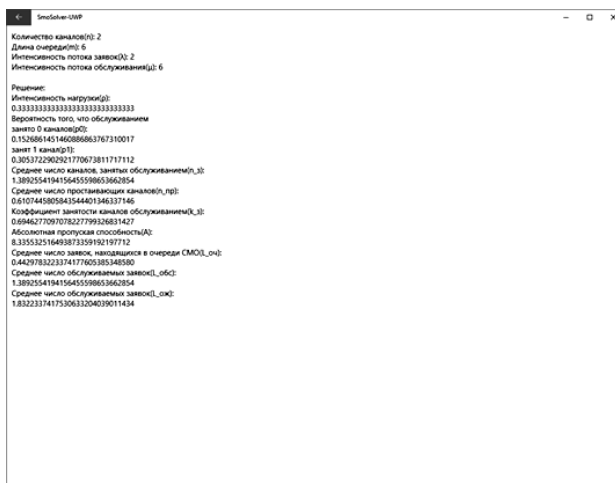 SmoSolver-UWP
Количество каналов(n): 2
Длина очереди(m): 6
Интенсивность потока заявок(λ): 2
Интенсивность потока обслуживания(μ): 6
Решение:
Интенсивность нагрузки(p):
0.3333333333333333333333333333
Вероятность того, что обслуживанием
занято 0 каналов(p0):
0.1526861451460886863767310017
занят 1 канал(p1):
0.3053722902921770673811717112
Среднее число каналов, занятых обслуживанием(n_з):
1.3892554194156455598653662854
Среднее число простаивающих каналов(n_пр):
0.6107445805843544401346337146
Коэффициент занятости каналов обслуживанием(k_з):
0.6946277097078227799326831427
Абсолютная пропуская способность(A):
8.335532516493873359192197712
Среднее число заявок, находящихся в очереди СМО(L_оч):
0.4429783223374177605385348580
Среднее число обслуживаемых заявок(L_обс):
1.3892554194156455598653662854
Среднее число обслуживаемых заявок(L_ож):
1.8322337417530633204039011434